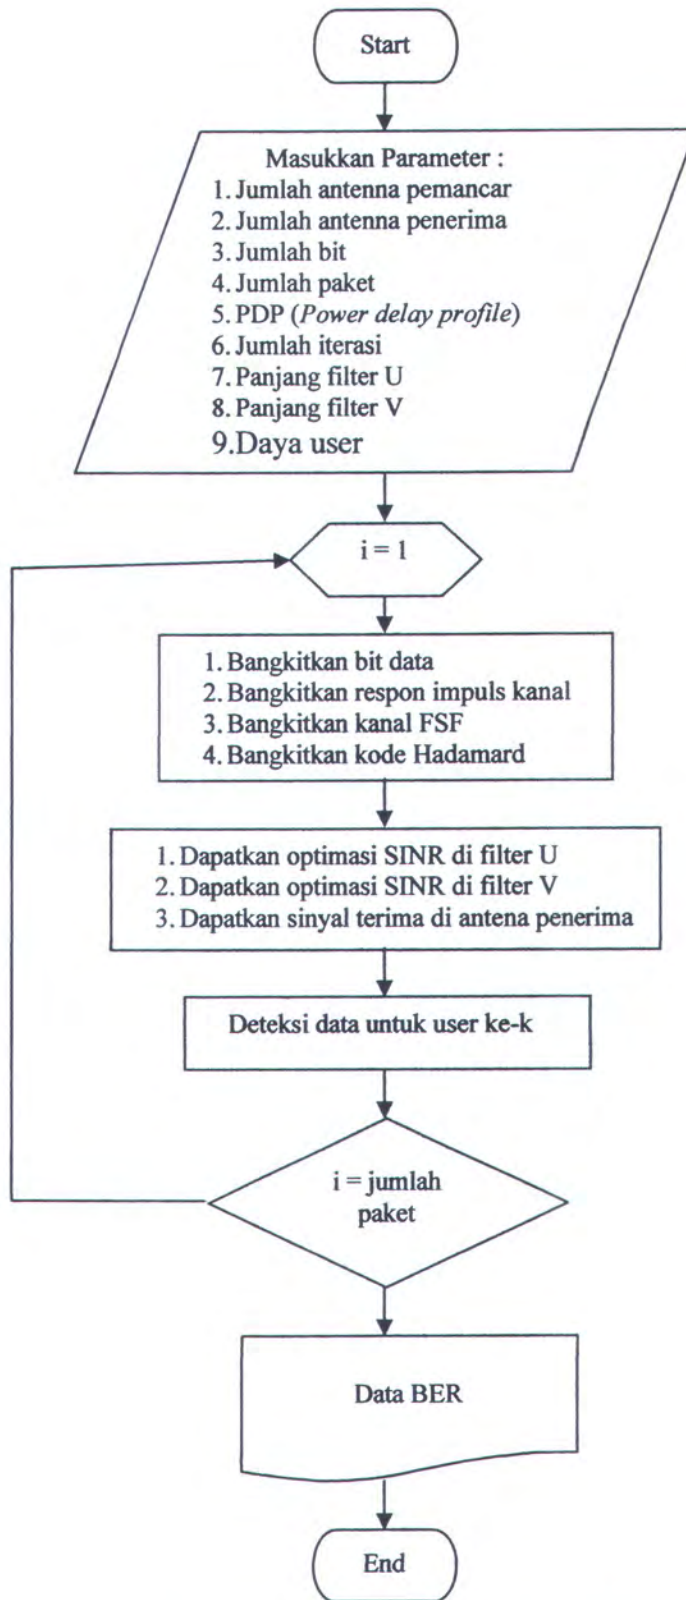 Start
Masukkan Parameter :
1. Jumlah antenna pemancar
2. Jumlah antenna penerima
3. Jumlah bit
4. Jumlah paket
5. PDP (Power delay profile)
6. Jumlah iterasi
7. Panjang filter U
8. Panjang filter V
9.Daya user
i = 1
1. Bangkitkan bit data
2. Bangkitkan respon impuls kanal
3. Bangkitkan kanal FSF
4. Bangkitkan kode Hadamard
1. Dapatkan optimasi SINR di filter U
2. Dapatkan optimasi SINR di filter V
3. Dapatkan sinyal terima di antena penerima
Deteksi data untuk user ke-k
i = jumlah
paket
Data BER
End